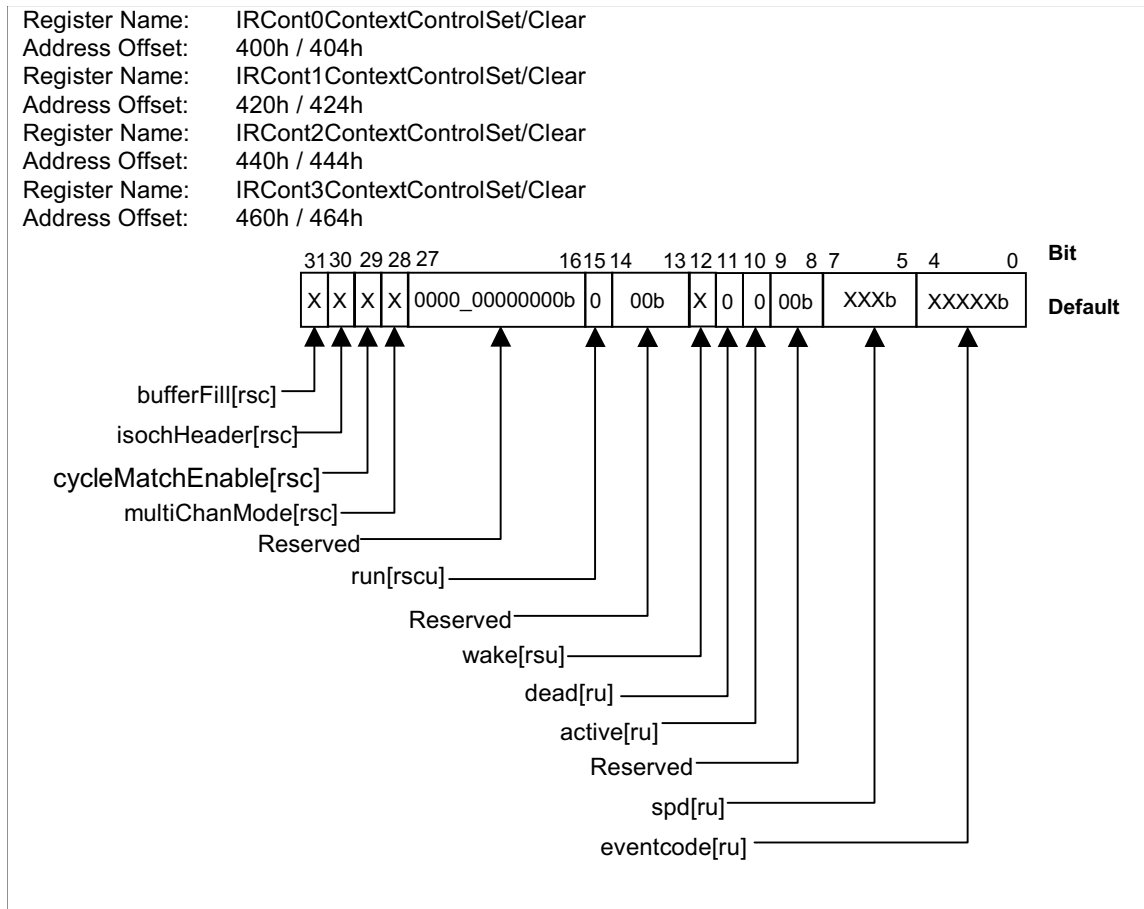 Register Name: IRCont0ContextControlSet/Clear
Address Offset: 400h / 404h
Register Name: IRCont1ContextControlSet/Clear
Address Offset: 420h / 424h
Register Name: IRCont2ContextControlSet/Clear
Address Offset: 440h / 444h
Register Name: IRCont3ContextControlSet/Clear
Address Offset: 460h / 464h
31 30 29 28 27 16 15 14 13 12 11 10 9 8 7 5 4 0 Bit
X X X X 0000_00000000b 0 00b X 0 0 00b XXXb XXXXXb Default
bufferFill[rsc]
isochHeader[rsc]
cycleMatchEnable[rsc]
multiChanMode[rsc]
Reserved
run[rscu]
Reserved
wake[rsu]
dead[ru]
active[ru]
Reserved
spd[ru]
eventcode[ru]